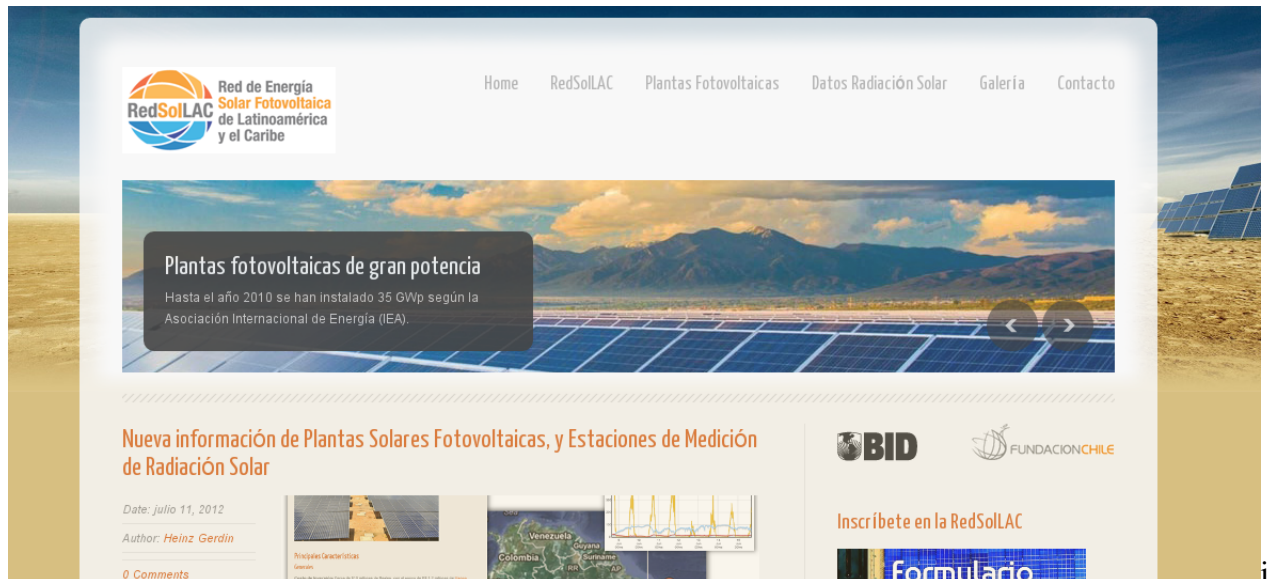 Red de Energía
Solar Fotovoltaica
de Latinoamérica
y el Caribe
RedSolLAC
Home RedSolLAC Plantas Fotovoltaicas Datos Radiación Solar Galería Contacto
Plantas fotovoltaicas de gran potencia
Hasta el año 2010 se han instalado 35 GWp según la
Asociación Internacional de Energía (IEA).
Nueva información de Plantas Solares Fotovoltaicas, y Estaciones de Medición
de Radiación Solar
Date: julio 11, 2012
Author: Heinz Gerdin
0 Comments
Principales Características
Generales
Venezuela
Guyana
Colombia
Suriname
RR
AP
BID
FUNDACIONCHILE
Inscríbete en la RedSolLAC
Formulario
i